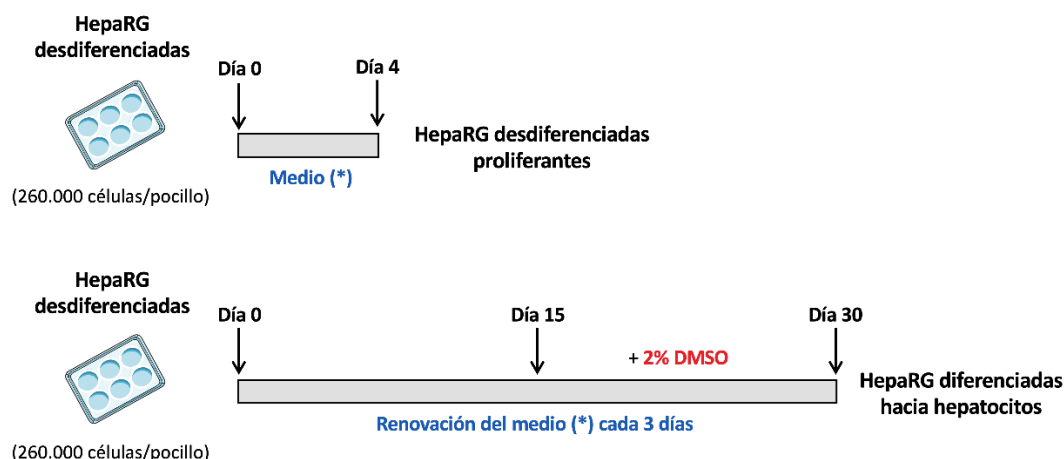 HepaRG
desdiferenciadas
(260.000 células/pocillo)
Día 0
Día 4
Medio (*)
HepaRG desdiferenciadas
proliferantes
HepaRG
desdiferenciadas
(260.000 células/pocillo)
Día 0
Día 15
Día 30
+ 2% DMSO
Renovación del medio (*) cada 3 días
HepaRG diferenciadas
hacia hepatocitos